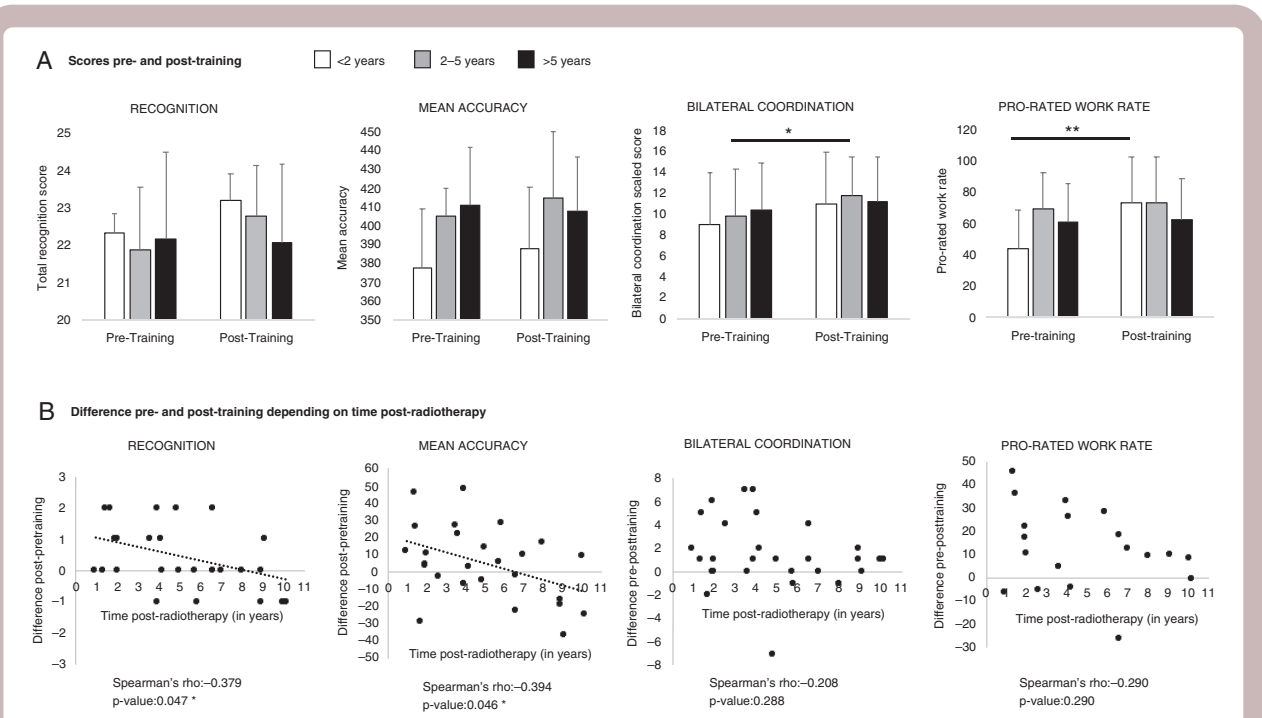 A Scores pre- and post-training <2 years 2–5 years >5 years
RECOGNITION
Total recognition score
25
24
23
22
21
20
Pre-Training Post-Training
MEAN ACCURACY
Mean accuracy
450
440
420
410
400
390
380
370
360
350
Pre-Training Post-Training
BILATERAL COORDINATION
Bilateral coordination scaled score
18
16
14
12
10
8
6
4
2
0
*
Pre-Training Post-Training
PRO-RATED WORK RATE
Pro-rated work rate
120
100
80
60
40
20
0
**
Pre-training Post-training
B Difference pre- and post-training depending on time post-radiotherapy
RECOGNITION
Difference post-pretraining
3
2
1
0
–1
–2
–3
0 1 2 3 4 5 6 7 8 9 10 11
Time post-radiotherapy (in years)
Spearman's rho:–0.379
p-value:0.047 *
MEAN ACCURACY
Difference post-pretraining
60
50
40
30
20
10
0
–10
–20
–30
–40
–50
0 1 2 3 4 5 6 7 8 9 10 11
Time post-radiotherapy (in years)
Spearman's rho:–0.394
p-value:0.046 *
BILATERAL COORDINATION
Difference pre-posttraining
8
6
4
2
0
–2
–4
–6
–8
0 1 2 3 4 5 6 7 8 9 10 11
Time post-radiotherapy (in years)
Spearman's rho:–0.208
p-value:0.288
PRO-RATED WORK RATE
Difference pre-posttraining
50
40
30
20
10
0
–10
–20
–30
0 1 2 3 4 5 6 7 8 9 10 11
Time post-radiotherapy (in years)
Spearman's rho:–0.290
p-value:0.290